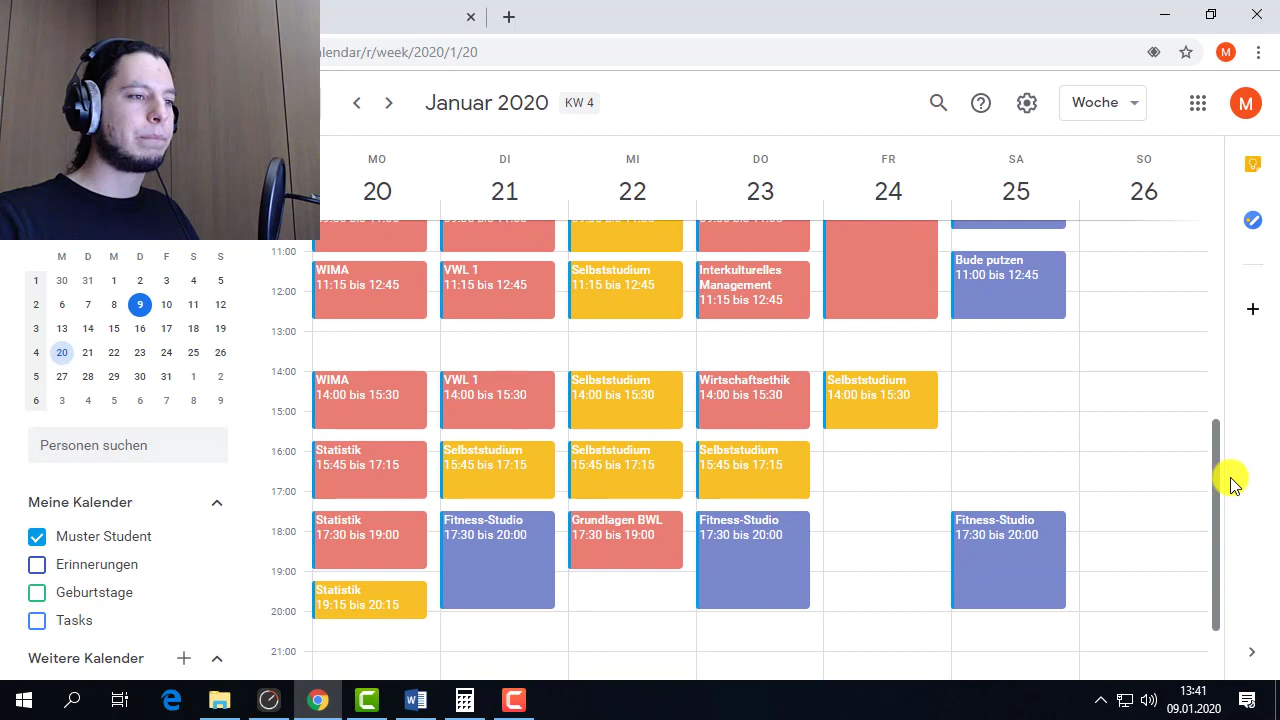 alendar/r/week/2020/1/20
M
Januar 2020 KW 4
Woche
M
MO DI MI DO FR SA SO
20 21 22 23 24 25 26
M D M D F S S
1 30 31 1 2 3 4 5
2 6 7 8 9 10 11 12
3 13 14 15 16 17 18 19
4 20 21 22 23 24 25 26
5 27 28 29 30 31 1 2
6 3 4 5 6 7 8 9
Personen suchen
Meine Kalender
Muster Student
Erinnerungen
Geburtstage
Tasks
Weitere Kalender
11:00
12:00
13:00
14:00
15:00
16:00
17:00
18:00
19:00
20:00
21:00
WIMA
11:15 bis 12:45
WIMA
14:00 bis 15:30
Statistik
15:45 bis 17:15
Statistik
17:30 bis 19:00
Statistik
19:15 bis 20:15
VWL 1
11:15 bis 12:45
VWL 1
14:00 bis 15:30
Selbststudium
15:45 bis 17:15
Fitness-Studio
17:30 bis 20:00
Selbststudium
11:15 bis 12:45
Selbststudium
14:00 bis 15:30
Selbststudium
15:45 bis 17:15
Grundlagen BWL
17:30 bis 19:00
Interkulturelles
Management
11:15 bis 12:45
Wirtschaftsethik
14:00 bis 15:30
Selbststudium
15:45 bis 17:15
Fitness-Studio
17:30 bis 20:00
Selbststudium
14:00 bis 15:30
Bude putzen
11:00 bis 12:45
Fitness-Studio
17:30 bis 20:00
13:41
09.01.2020